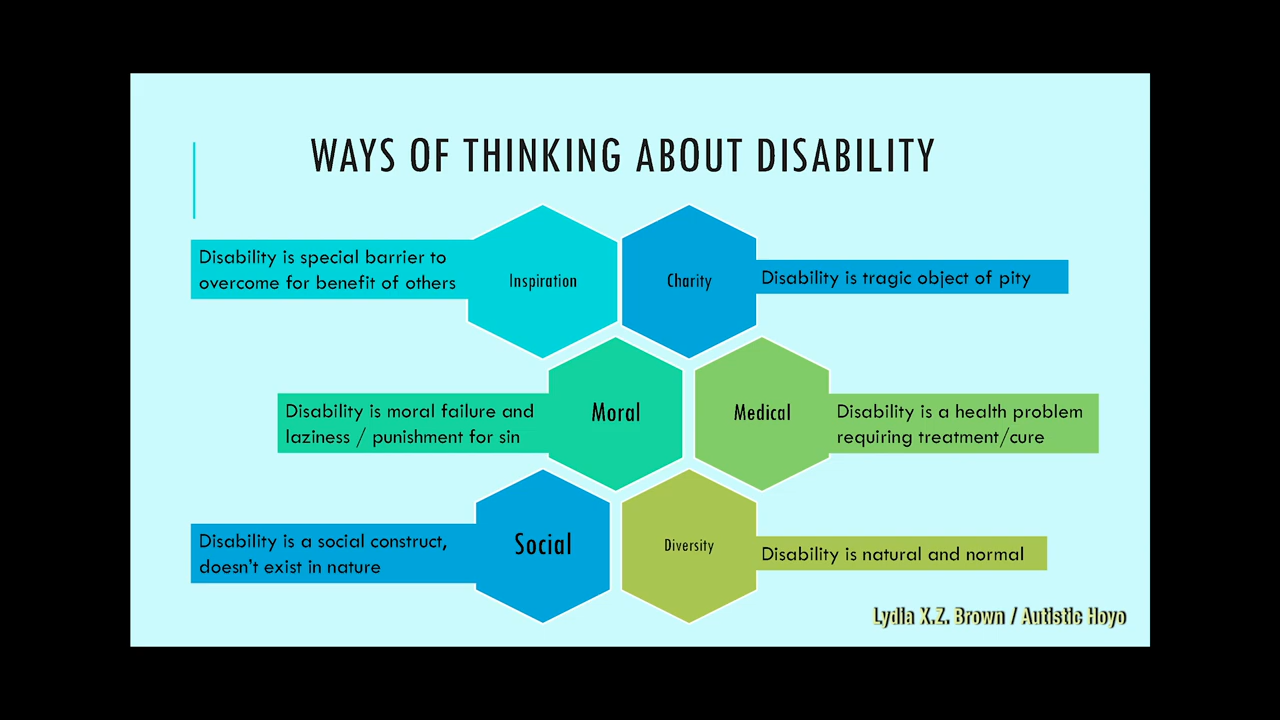 WAYS OF THINKING ABOUT DISABILITY
Disability is special barrier to
overcome for benefit of others
Inspiration
Charity
Disability is tragic object of pity
Disability is moral failure and
laziness / punishment for sin
Moral
Medical
Disability is a health problem
requiring treatment/cure
Disability is a social construct,
doesn't exist in nature
Social
Diversity
Disability is natural and normal
Lydia X.Z. Brown / Autistic Hoyo